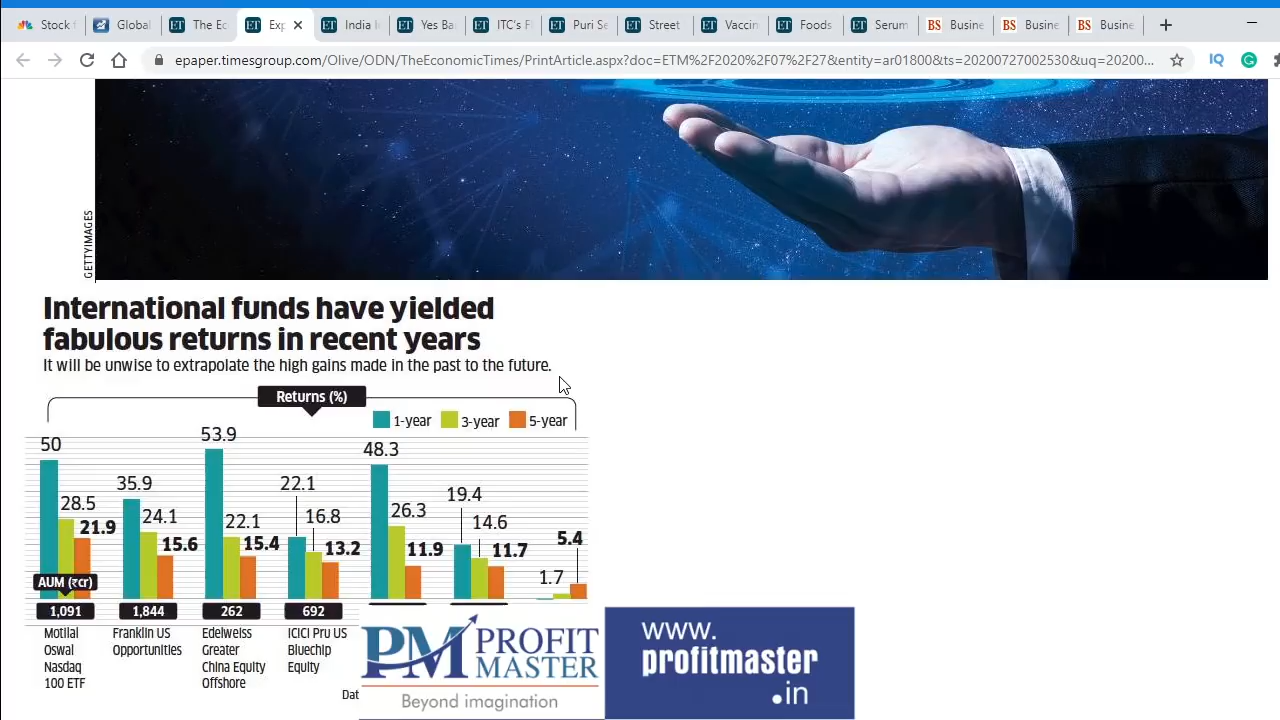 Stock
Global
The Ec
Exp
India I
Yes Ba
ITC's F
Puri Se
Street
Vaccin
Foods
Serum
Busine
Busine
Busine
epaper.timesgroup.com/Olive/ODN/TheEconomicTimes/PrintArticle.aspx?doc=ETM%2F2020%2F07%2F27&entity=ar01800&ts=20200727002530&uq=20200...
GETTYIMAGES
International funds have yielded
fabulous returns in recent years
It will be unwise to extrapolate the high gains made in the past to the future.
Returns (%)
1-year 3-year 5-year
50 28.5 21.9
35.9 24.1 15.6
53.9 22.1 15.4
22.1 16.8 13.2
48.3 26.3 11.9
19.4 14.6 11.7
1.7 5.4
AUM (₹cr)
1,091 1,844 262 692
Motilal
Oswal
Nasdaq
100 ETF
Franklin US
Opportunities
Edelweiss
Greater
China Equity
Offshore
ICICI Pru US
Bluechip
Equity
Dat
PM PROFIT
MASTER
Beyond imagination
www.
profitmaster
.in